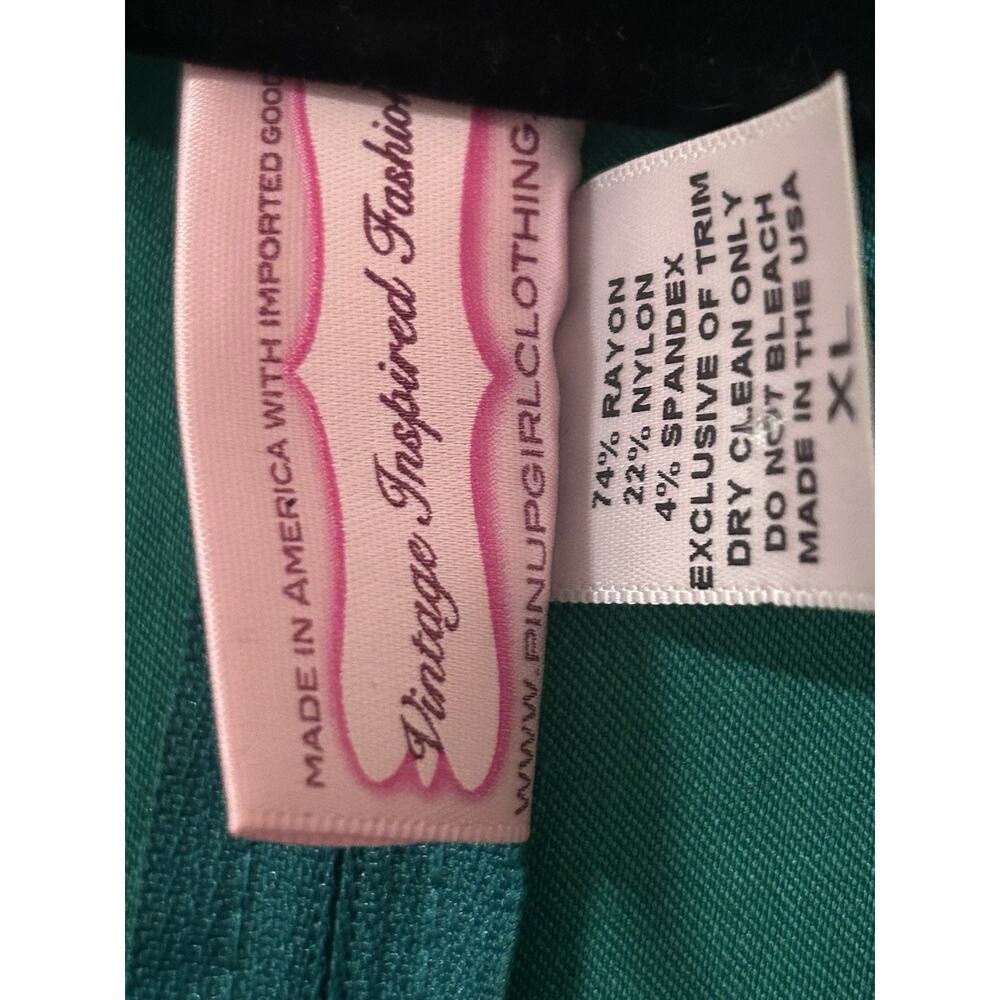 MADE IN AMERICA WITH IMPORTED
Vintage Inspired Fashion
WWW.PINUPGIRLCLOTHING.
74% RAYON
22% NYLON
4% SPANDEX
EXCLUSIVE OF TRIM
DRY CLEAN ONLY
DO NOT BLEACH
MADE IN THE USA
XL